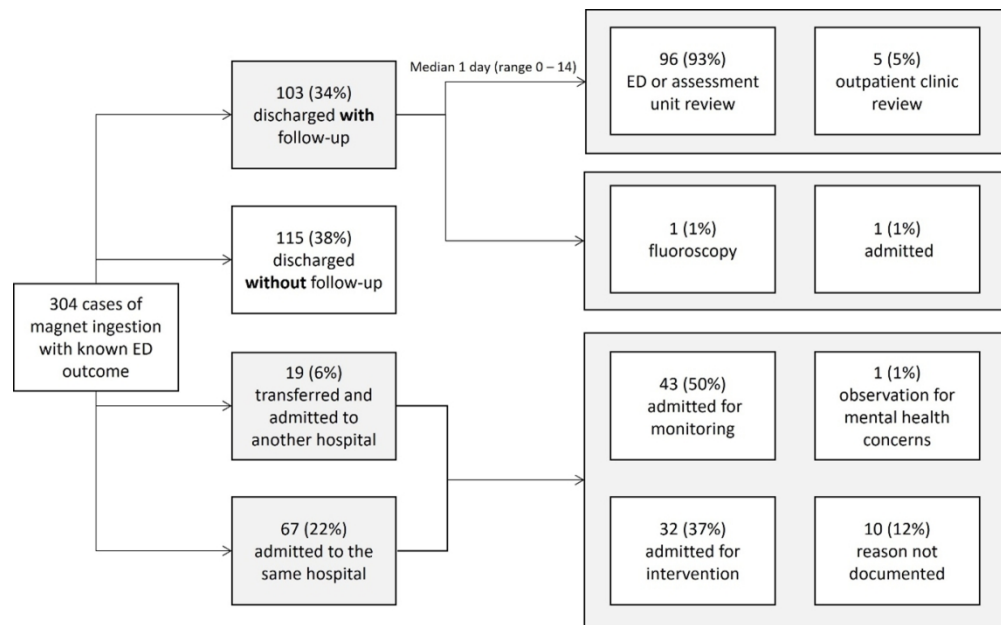 304 cases of
magnet ingestion
with known ED
outcome
103 (34%)
discharged with
follow-up
115 (38%)
discharged
without follow-up
19 (6%)
transferred and
admitted to
another hospital
67 (22%)
admitted to the
same hospital
Median 1 day (range 0 – 14)
96 (93%)
ED or assessment
unit review
5 (5%)
outpatient clinic
review
1 (1%)
fluoroscopy
1 (1%)
admitted
43 (50%)
admitted for
monitoring
1 (1%)
observation for
mental health
concerns
32 (37%)
admitted for
intervention
10 (12%)
reason not
documented